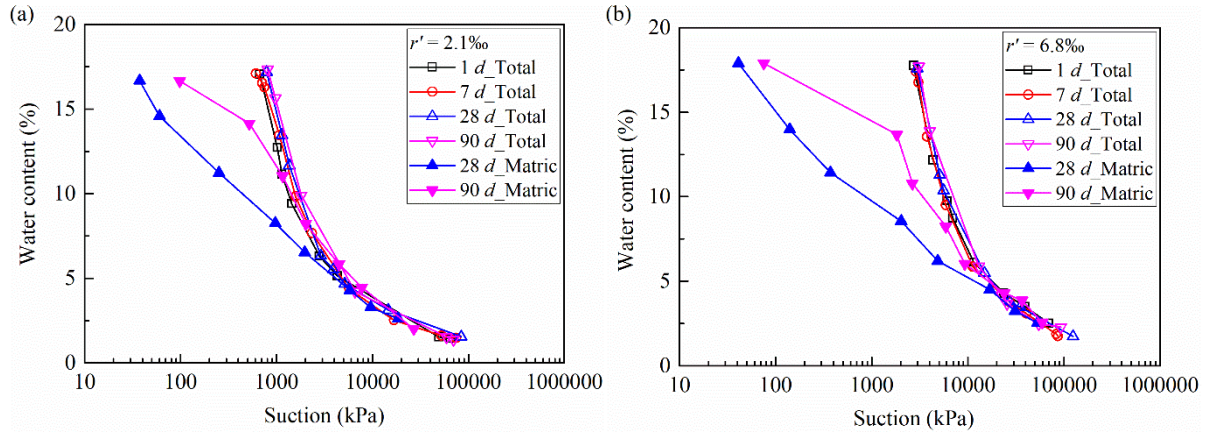 (a)
20
15
10
5
0
Water content (%)
r' = 2.1‰
1 d_Total
7 d_Total
28 d_Total
90 d_Total
28 d_Matric
90 d_Matric
10 100 1000 10000 100000 1000000
Suction (kPa)
(b)
20
15
10
5
0
Water content (%)
r' = 6.8‰
1 d_Total
7 d_Total
28 d_Total
90 d_Total
28 d_Matric
90 d_Matric
10 100 1000 10000 100000 1000000
Suction (kPa)